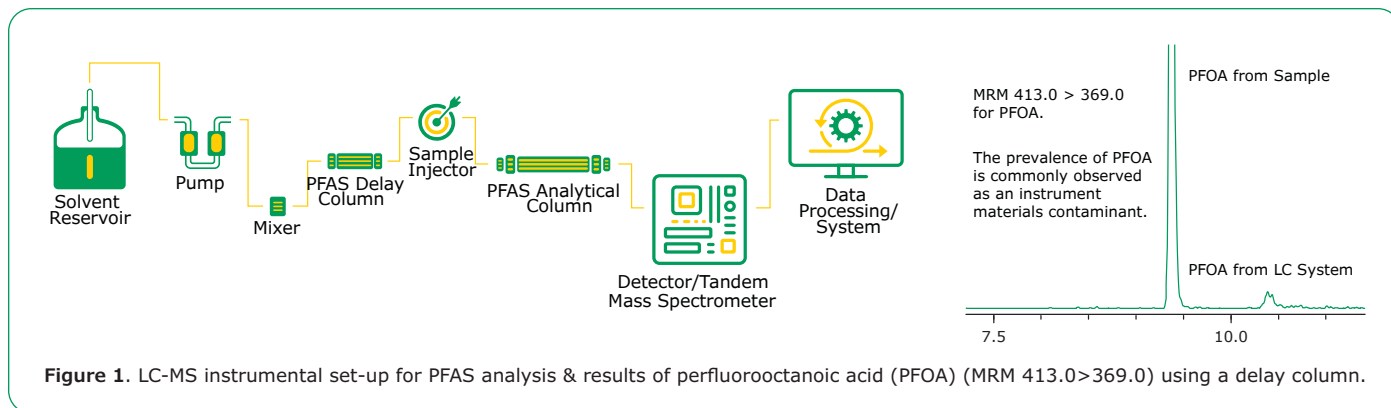 Solvent
Reservoir
Pump
Mixer
PFAS Delay
Column
Sample
Injector
PFAS Analytical
Column
Detector/Tandem
Mass Spectrometer
Data
Processing/
System
MRM 413.0 > 369.0
for PFOA.
The prevalence of PFOA
is commonly observed
as an instrument
materials contaminant.
PFOA from Sample
PFOA from LC System
7.5
10.0
Figure 1. LC-MS instrumental set-up for PFAS analysis & results of perfluorooctanoic acid (PFOA) (MRM 413.0>369.0) using a delay column.